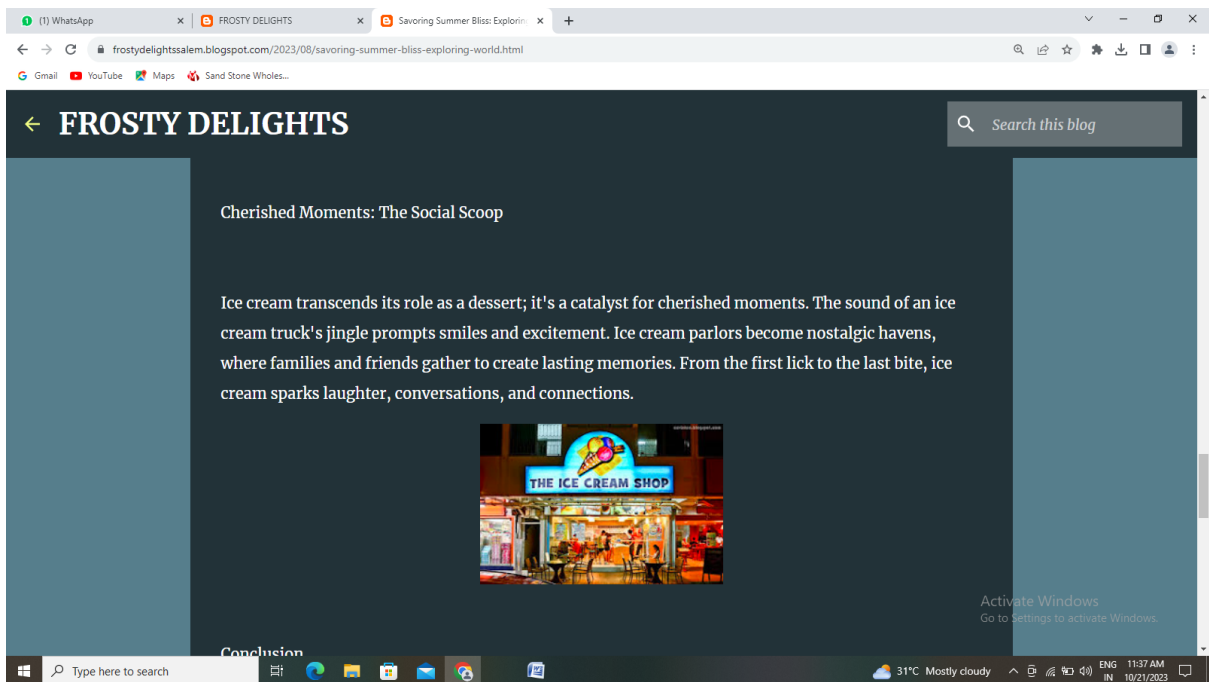 (1) WhatsApp
FROSTY DELIGHTS
Savoring Summer Bliss: Explorin
frostydelightssalem.blogspot.com/2023/08/savoring-summer-bliss-exploring-world.html
Gmail
YouTube
Maps
Sand Stone Wholes...
FROSTY DELIGHTS
Search this blog
Cherished Moments: The Social Scoop
Ice cream transcends its role as a dessert; it's a catalyst for cherished moments. The sound of an ice
cream truck's jingle prompts smiles and excitement. Ice cream parlors become nostalgic havens,
where families and friends gather to create lasting memories. From the first lick to the last bite, ice
cream sparks laughter, conversations, and connections.
THE ICE CREAM SHOP
Activate Windows
Go to Settings to activate Windows.
Conclusion
Type here to search
31°C Mostly cloudy
ENG
IN
11:37 AM
10/21/2023